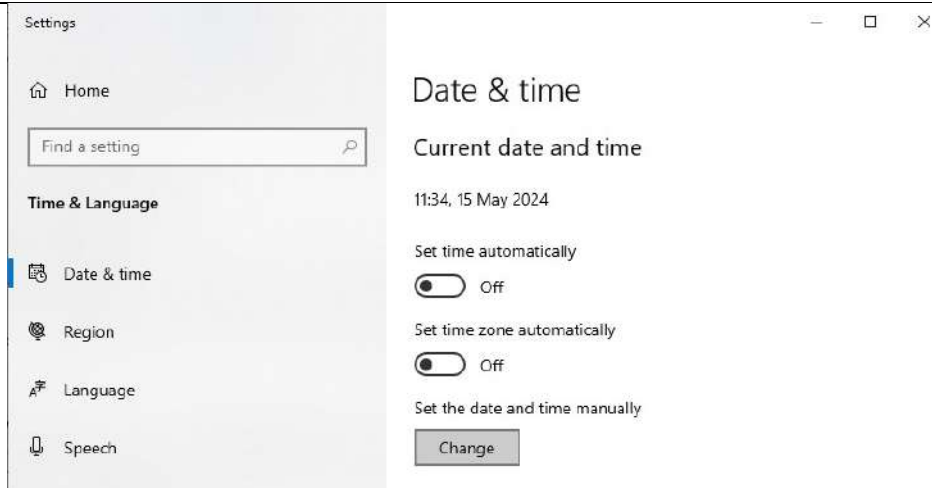 Settings
Home
Find a setting
Time & Language
Date & time
Region
Language
Speech
Date & time
Current date and time
11:34, 15 May 2024
Set time automatically
Off
Set time zone automatically
Off
Set the date and time manually
Change